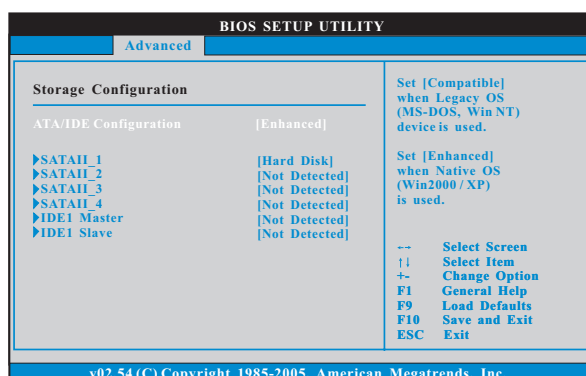 BIOS SETUP UTILITY
Advanced
Storage Configuration
ATA/IDE Configuration [Enhanced]
SATAII_1 [Hard Disk]
SATAII_2 [Not Detected]
SATAII_3 [Not Detected]
SATAII_4 [Not Detected]
IDE1 Master [Not Detected]
IDE1 Slave [Not Detected]
Set [Compatible]
when Legacy OS
(MS-DOS, Win NT)
device is used.
Set [Enhanced]
when Native OS
(Win2000 / XP)
is used.
↔ Select Screen
↑↓ Select Item
+- Change Option
F1 General Help
F9 Load Defaults
F10 Save and Exit
ESC Exit
v02.54 (C) Copyright 1985-2005, American Megatrends, Inc.